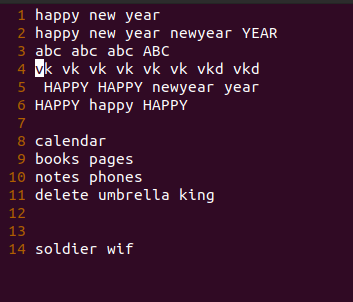 1 happy new year
2 happy new year newyear YEAR
3 abc abc abc ABC
4 vk vk vk vk vk vk vkd vkd
5  HAPPY HAPPY newyear year
6 HAPPY happy HAPPY
7
8 calendar
9 books pages
10 notes phones
11 delete umbrella king
12
13
14 soldier wif